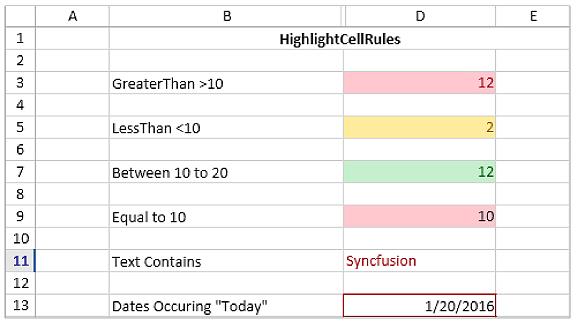 A B D E
1 HighlightCellRules
2
3 GreaterThan >10 12
4
5 LessThan <10 2
6
7 Between 10 to 20 12
8
9 Equal to 10 10
10
11 Text Contains Syncfusion
12
13 Dates Occuring "Today" 1/20/2016